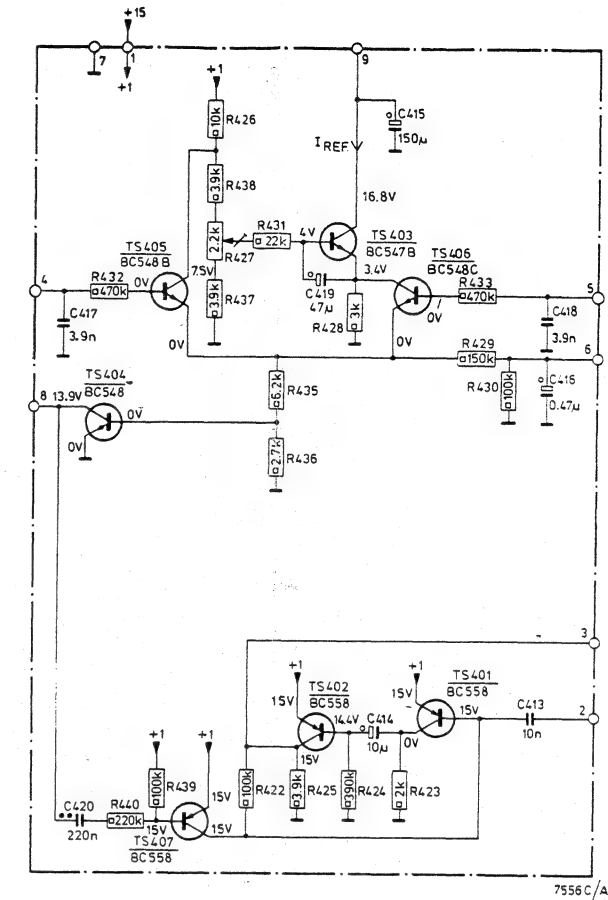 +15
7
1
+1
9
+1
10k
R426
C415
150µ
I REF.
3.9k
R438
16.8V
2.2k
R427
R431
22k
4V
TS403
BC547B
TS405
BC548B
7.5V
3.4V
TS406
BC548C
4
R432
470k
0V
3.9k
R437
C419
47µ
R428
3k
R433
470k
0V
5
C417
3.9n
C418
3.9n
0V
0V
R429
150k
6
TS404
BC548
6.2k
R435
R430
100k
C416
0.47µ
8
13.9V
0V
0V
2.7k
R436
3
+1
TS402
BC558
+1
TS401
BC558
15V
14.4V
C414
10µ
15V
15V
C413
10n
2
0V
15V
+1
+1
100k
R439
15V
100k
R422
3.9k
R425
390k
R424
2k
R423
C420
220n
R440
220k
15V
15V
TS407
BC558
7556C/A